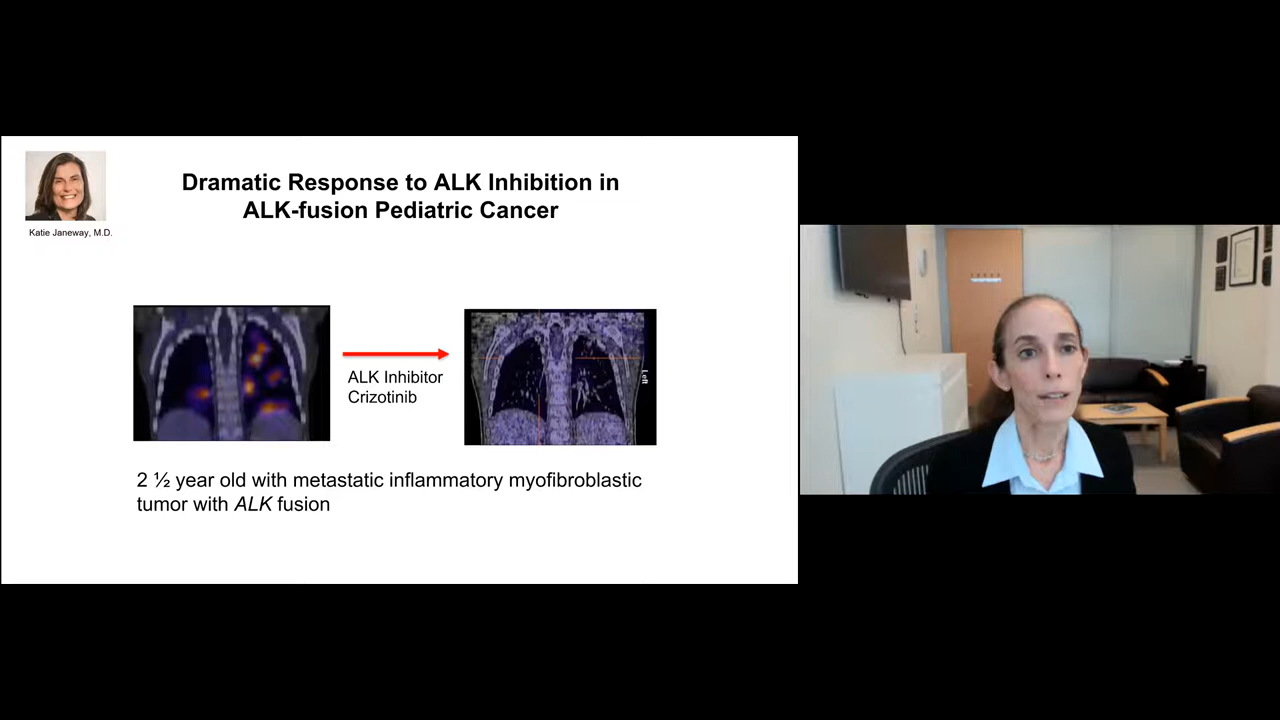 Dramatic Response to ALK Inhibition in
ALK-fusion Pediatric Cancer
Katie Janeway, M.D.
ALK Inhibitor
Crizotinib
Left
2 ½ year old with metastatic inflammatory myofibroblastic
tumor with ALK fusion